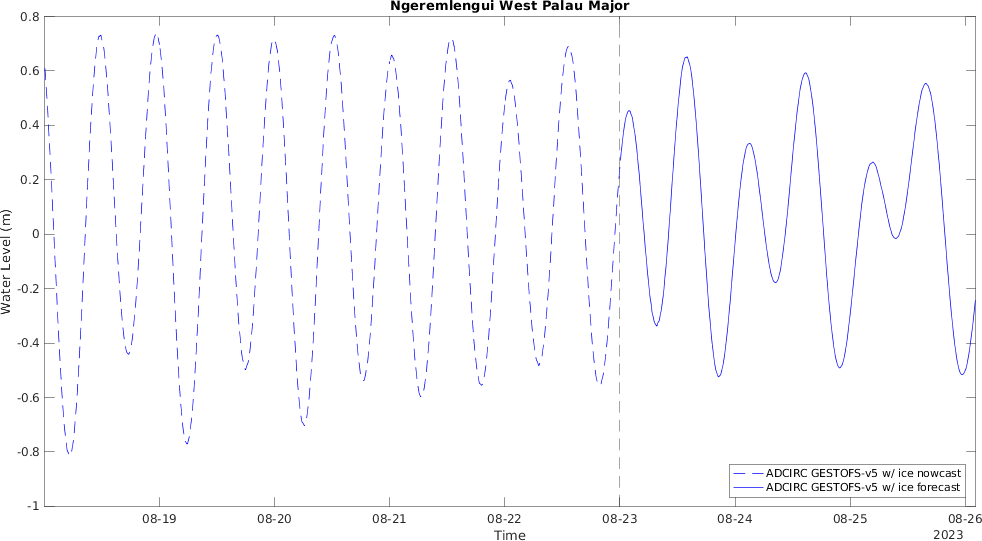 Ngeremlengui West Palau Major
0.8
0.6
0.4
0.2
0
-0.2
-0.4
-0.6
-0.8
-1
Water Level (m)
ADCIRC GESTOFS-v5 w/ ice nowcast
ADCIRC GESTOFS-v5 w/ ice forecast
08-19 08-20 08-21 08-22 08-23 08-24 08-25 08-26
Time
2023